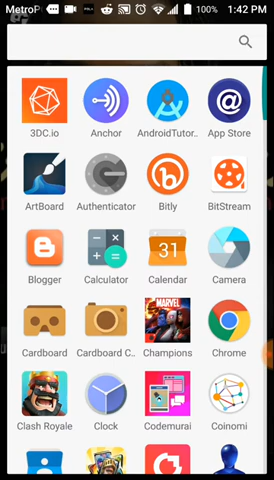 MetroP
100% 1:42 PM
3DC.io Anchor AndroidTutor.. App Store
ArtBoard Authenticator Bitly BitStream
31
Blogger Calculator Calendar Camera
MARVEL
Cardboard Cardboard C.. Champions Chrome
Clash Royale Clock Codemurai Coinomi